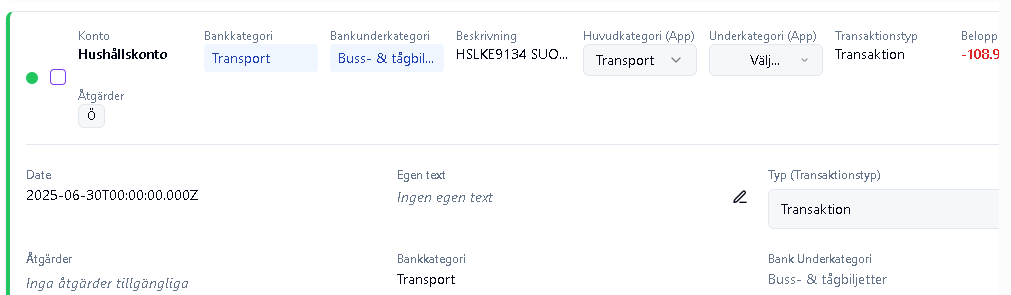 Konto Bankkategori Bankunderkategori Beskrivning Huvudkategori (App) Underkategori (App) Transaktionstyp Belopp
Hushållskonto Transport Buss- & tågbil... HSLKE9134 SUO... Transport Välj... Transaktion -108.9
Åtgärder
Ö
Date Egen text Typ (Transaktionstyp)
2025-06-30T00:00:00.000Z Ingen egen text Transaktion
Åtgärder Bankkategori Bank Underkategori
Inga åtgärder tillgängliga Transport Buss- & tågbiljetter